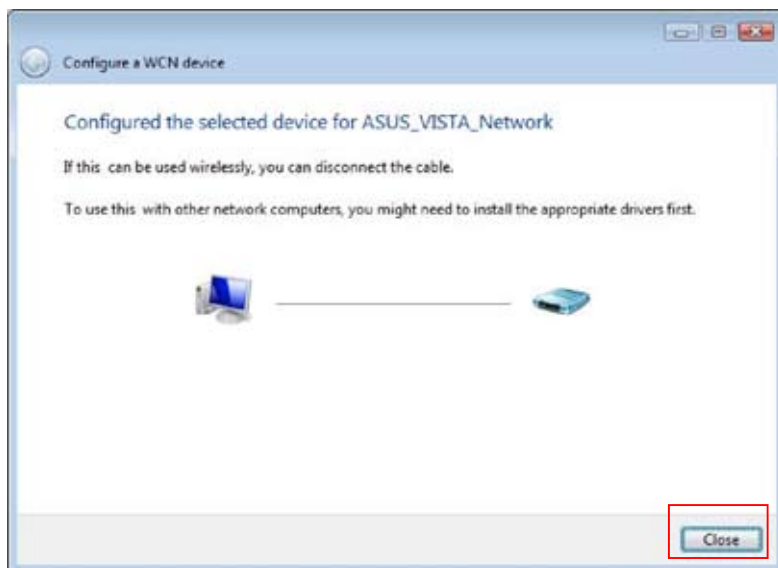 Configure a WCN device
Configured the selected device for ASUS_VISTA_Network
If this can be used wirelessly, you can disconnect the cable.
To use this with other network computers, you might need to install the appropriate drivers first.
Close